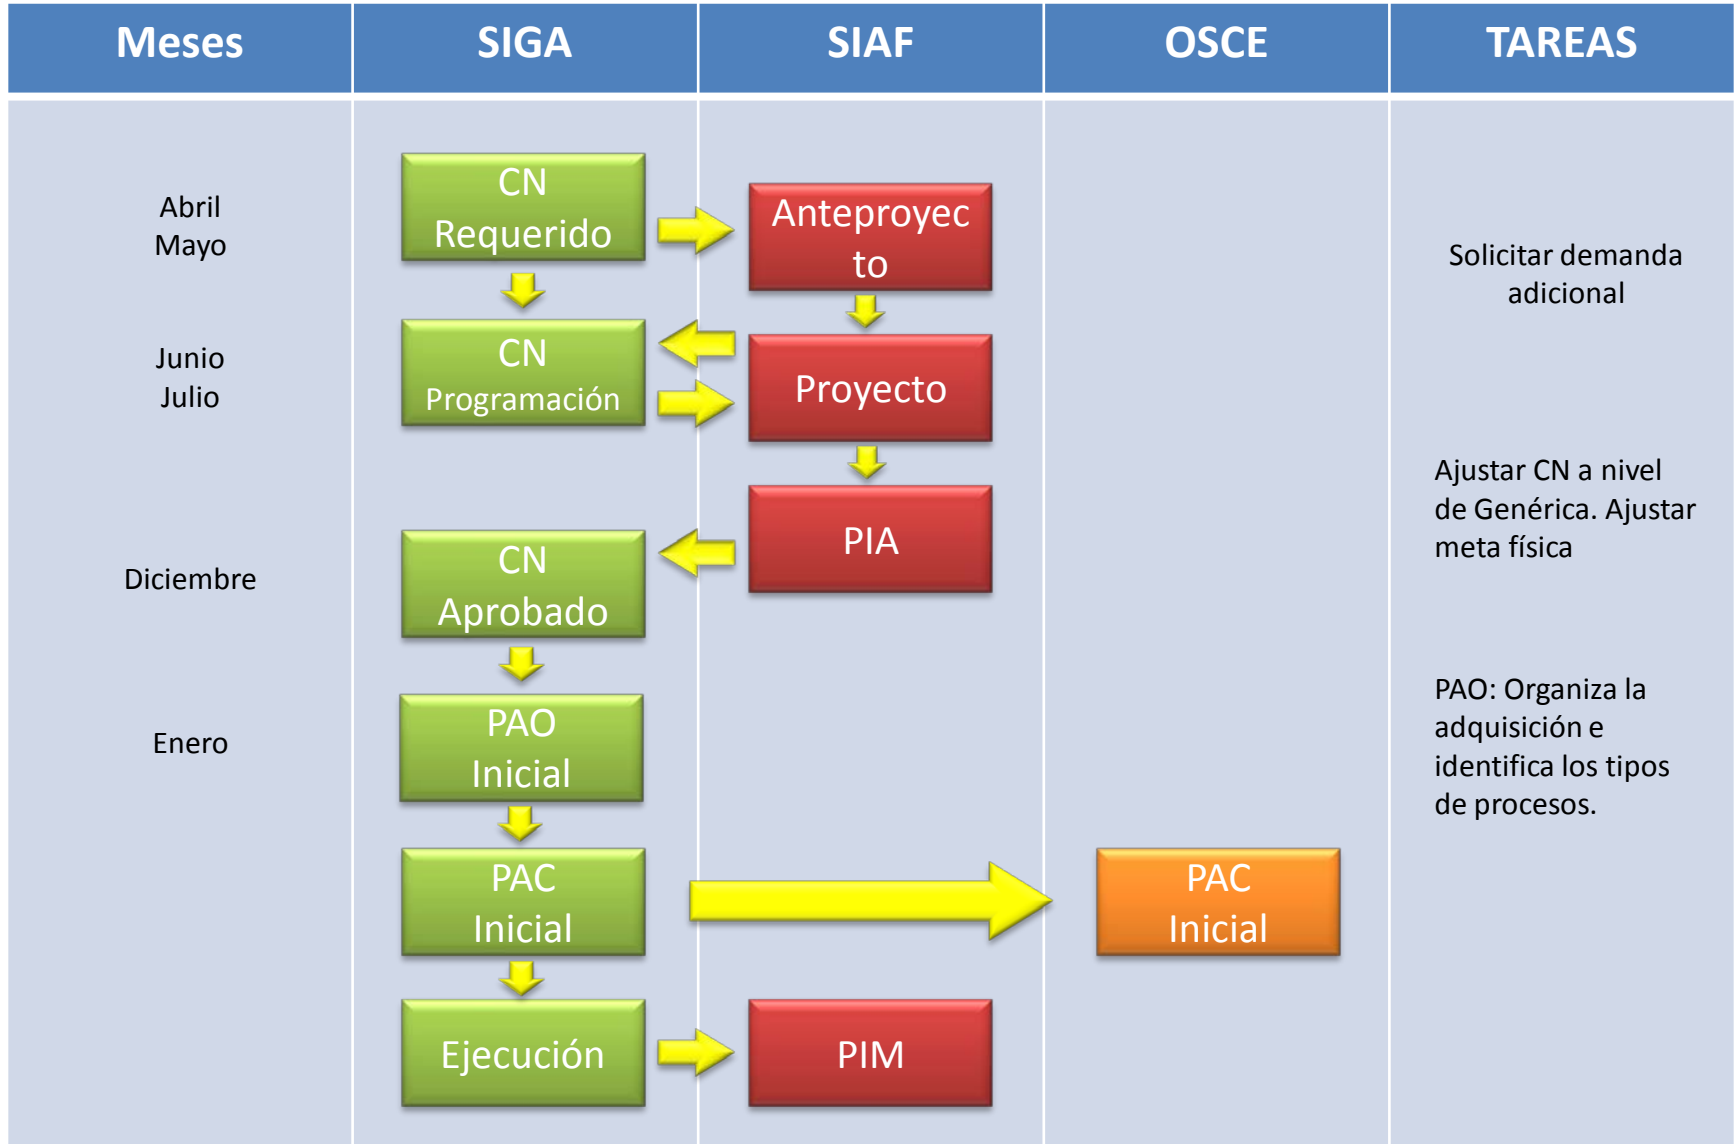 Meses
SIGA
SIAF
OSCE
TAREAS
Abril
Mayo
CN
Requerido
Anteproyec
to
Solicitar demanda
adicional
Junio
Julio
CN
Programación
Proyecto
Ajustar CN a nivel
de Genérica. Ajustar
meta física
Diciembre
CN
Aprobado
PIA
Enero
PAO
Inicial
PAO: Organiza la
adquisición e
identifica los tipos
de procesos.
PAC
Inicial
PAC
Inicial
Ejecución
PIM